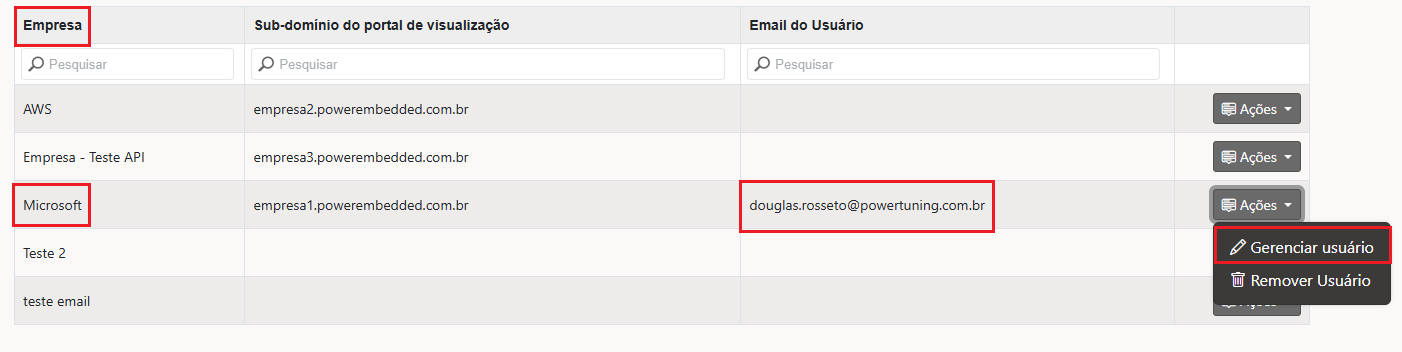 Empresa Sub-domínio do portal de visualização Email do Usuário
Pesquisar Pesquisar Pesquisar
AWS empresa2.powerembedded.com.br Ações
Empresa - Teste API empresa3.powerembedded.com.br Ações
Microsoft empresa1.powerembedded.com.br douglas.rosseto@powertuning.com.br Ações
Teste 2 Gerenciar usuário
Remover Usuário
teste email Ações